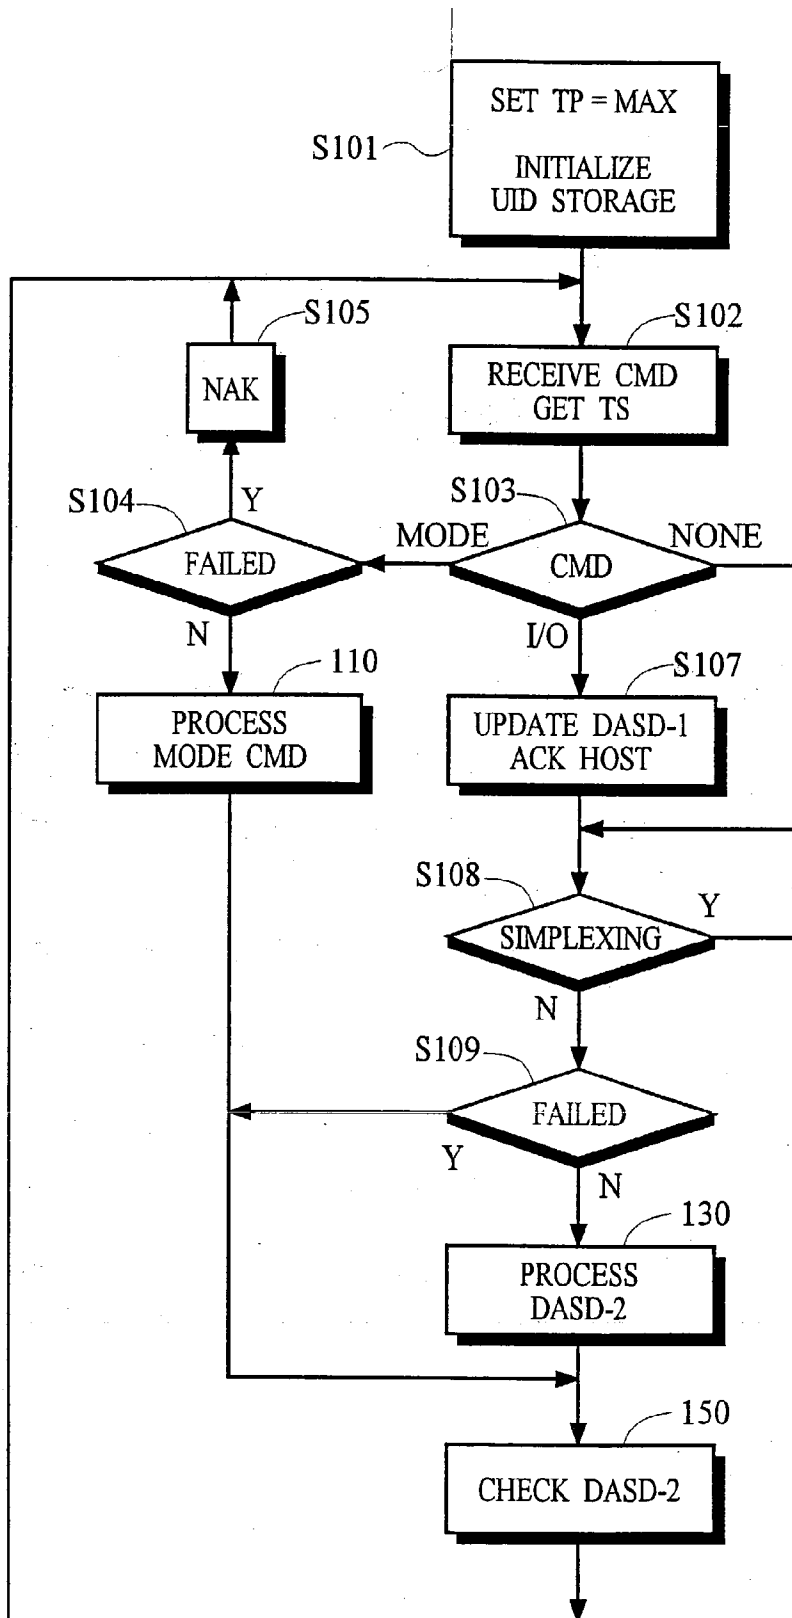 SET TP = MAX
S101
INITIALIZE
UID STORAGE
S105
S102
NAK
RECEIVE CMD
GET TS
S104
Y
S103
MODE
NONE
FAILED
CMD
N
I/O
110
S107
PROCESS
MODE CMD
UPDATE DASD-1
ACK HOST
S108
Y
SIMPLEXING
N
S109
FAILED
Y
N
130
PROCESS
DASD-2
150
CHECK DASD-2